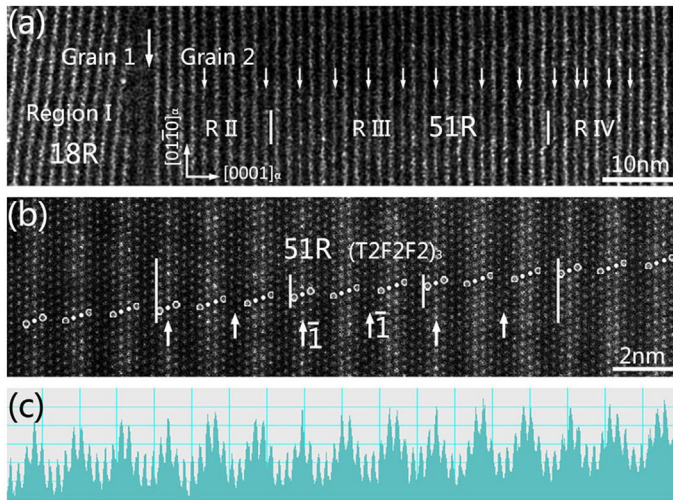 (a)
Grain 1 Grain 2
Region I R II R III 51R R IV
18R
[011̄0]α
[0001]α
10nm
(b)
51R (T2F2F2)₃
1̄ 1̄
2nm
(c)